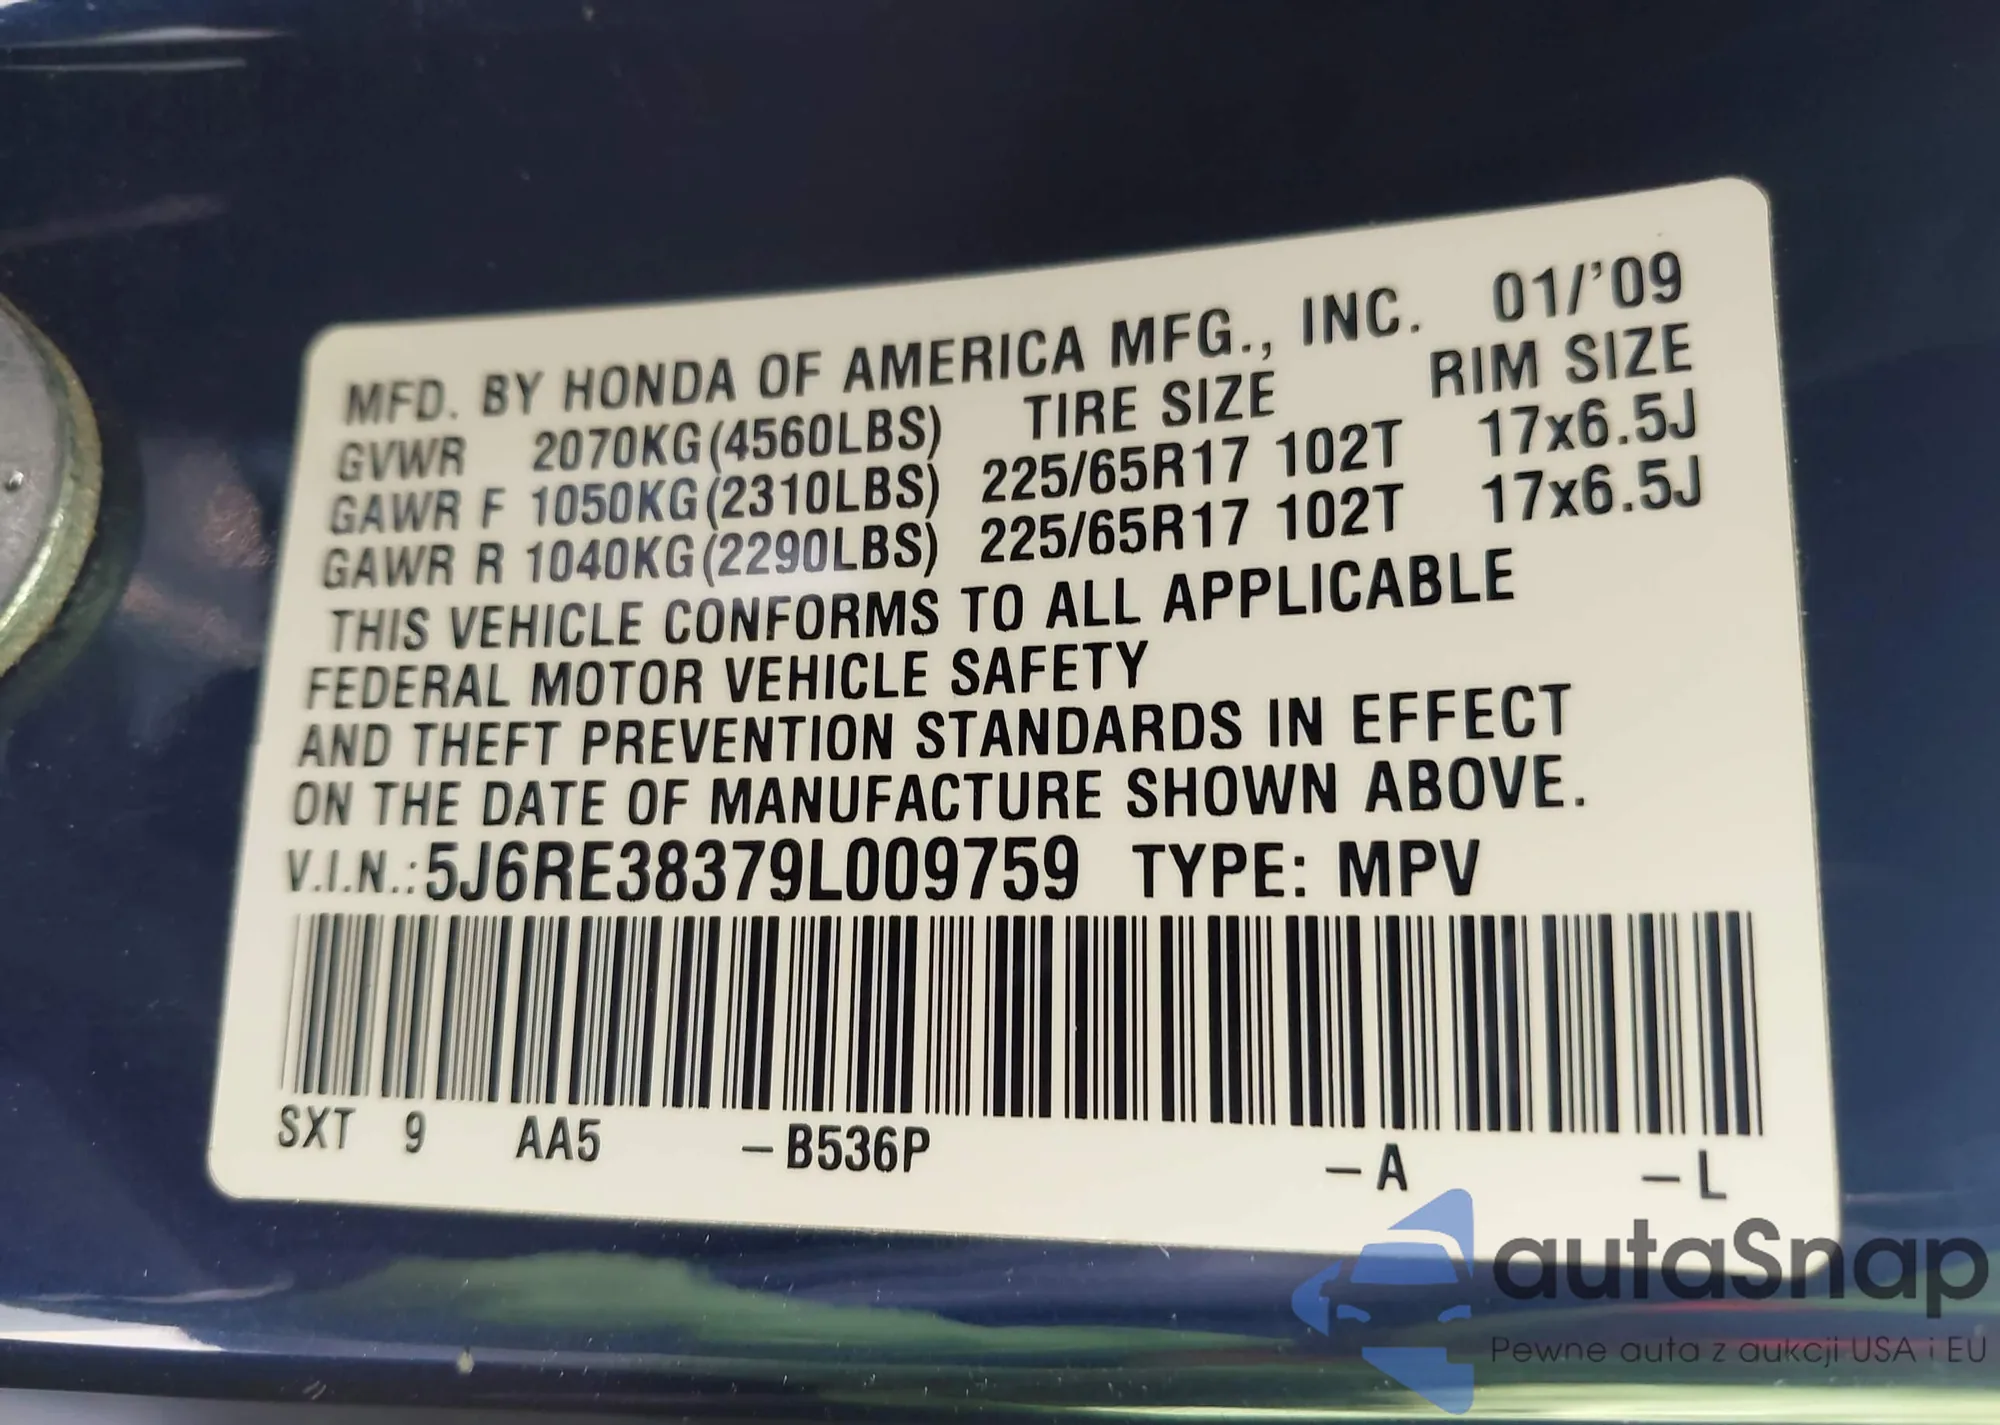 MFD. BY HONDA OF AMERICA MFG., INC. 01/'09
GVWR 2070KG(4560LBS) TIRE SIZE RIM SIZE
GAWR F 1050KG(2310LBS) 225/65R17 102T 17x6.5J
GAWR R 1040KG(2290LBS) 225/65R17 102T 17x6.5J
THIS VEHICLE CONFORMS TO ALL APPLICABLE
FEDERAL MOTOR VEHICLE SAFETY
AND THEFT PREVENTION STANDARDS IN EFFECT
ON THE DATE OF MANUFACTURE SHOWN ABOVE.
V.I.N.:5J6RE38379L009759 TYPE: MPV
SXT 9 AA5 –B536P –A –L
autaSnap
Pewne auta z aukcji USA i EU